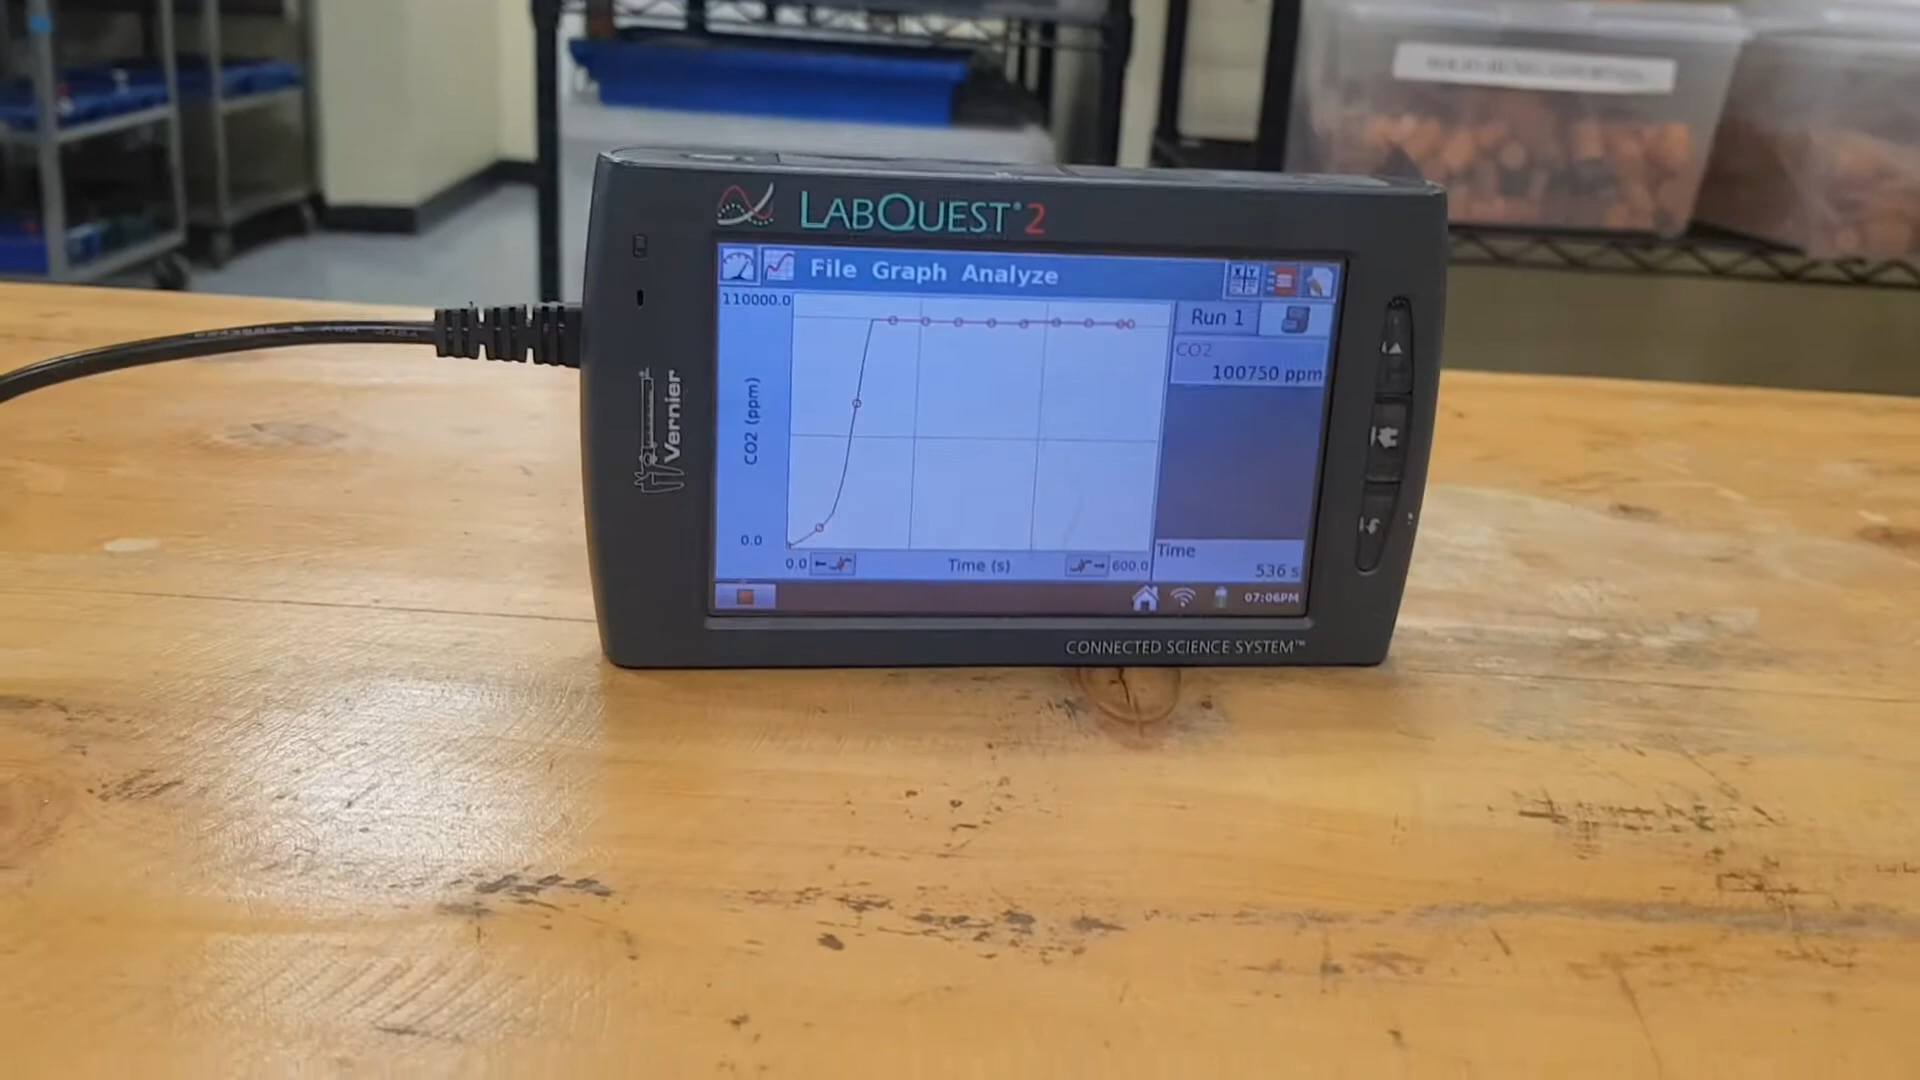 LABQUEST 2
File Graph Analyze
X Y
110000.0
Run 1
CO2
100750 ppm
CO2 (ppm)
Vernier
0.0
Time
0.0
Time (s)
600.0
536 s
07:06PM
CONNECTED SCIENCE SYSTEM™